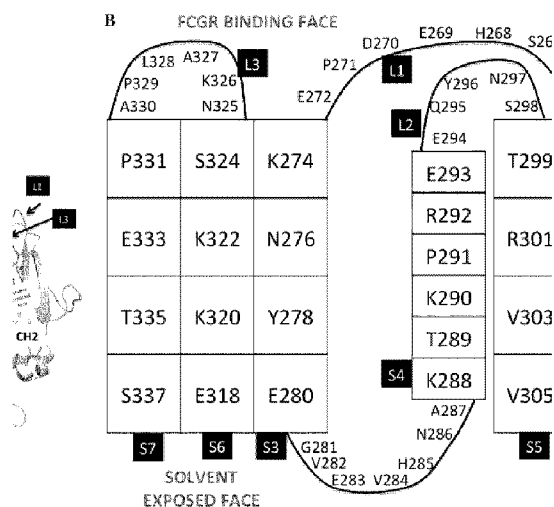 B
FCGR BINDING FACE
E269
H268
S26
D270
P271
L1
E272
L328
A327
L3
P329
K326
A330
N325
Y296
N297
Q295
S298
L2
E294
P331
S324
K274
E293
T299
R292
E333
K322
N276
R301
P291
T335
K320
Y278
K290
V303
T289
S337
E318
E280
S4
K288
V305
S7
S6
S3
A287
S5
N286
G281
V282
H285
E283
V284
SOLVENT
EXPOSED FACE
L3
CH2